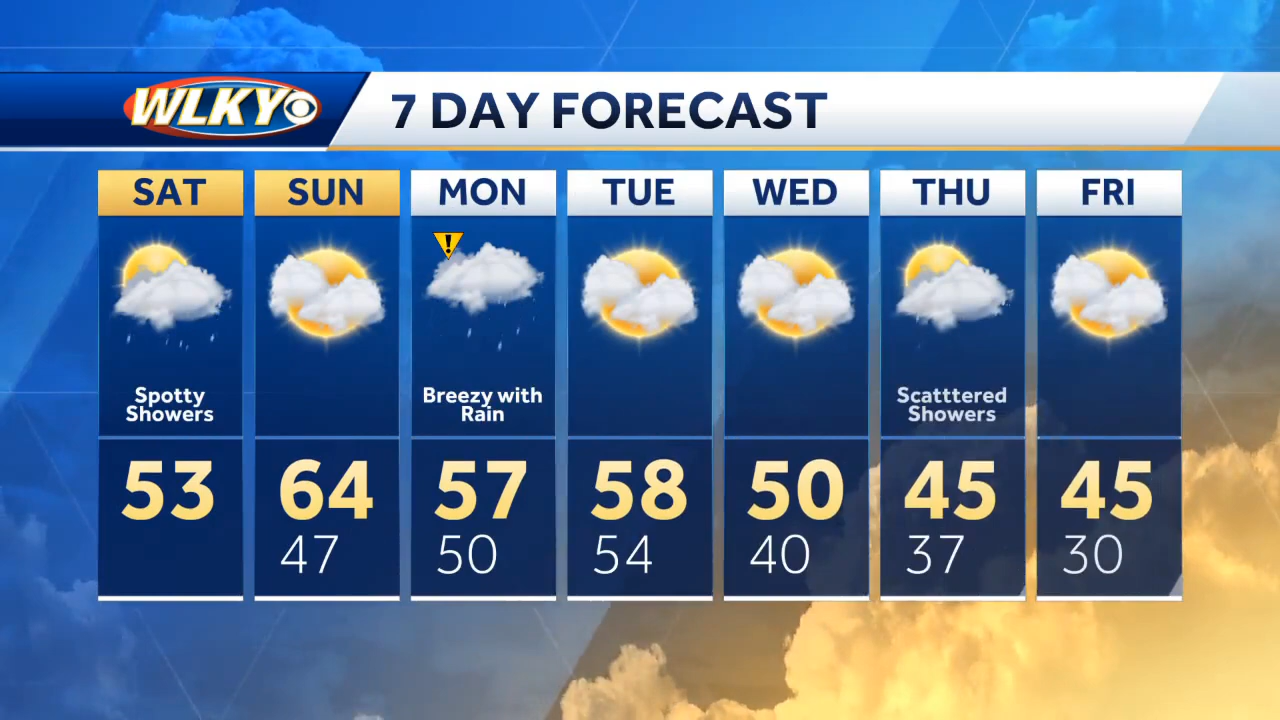 WLKY
7 DAY FORECAST
SAT
SUN
MON
TUE
WED
THU
FRI
!
Spotty
Showers
Breezy with
Rain
Scatttered
Showers
53
64
57
58
50
45
45
47
50
54
40
37
30